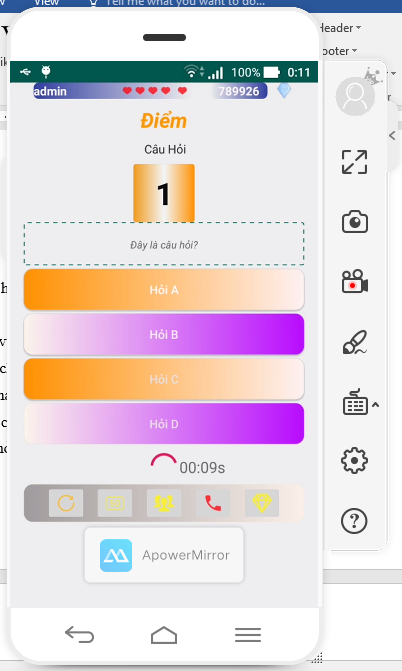 View
Tell me what you want to do...
Header
ooter
100% 0:11
admin 789926
Điểm
Câu Hỏi
1
Đây là câu hỏi?
Hỏi A
Hỏi B
Hỏi C
Hỏi D
00:09s
ApowerMirror